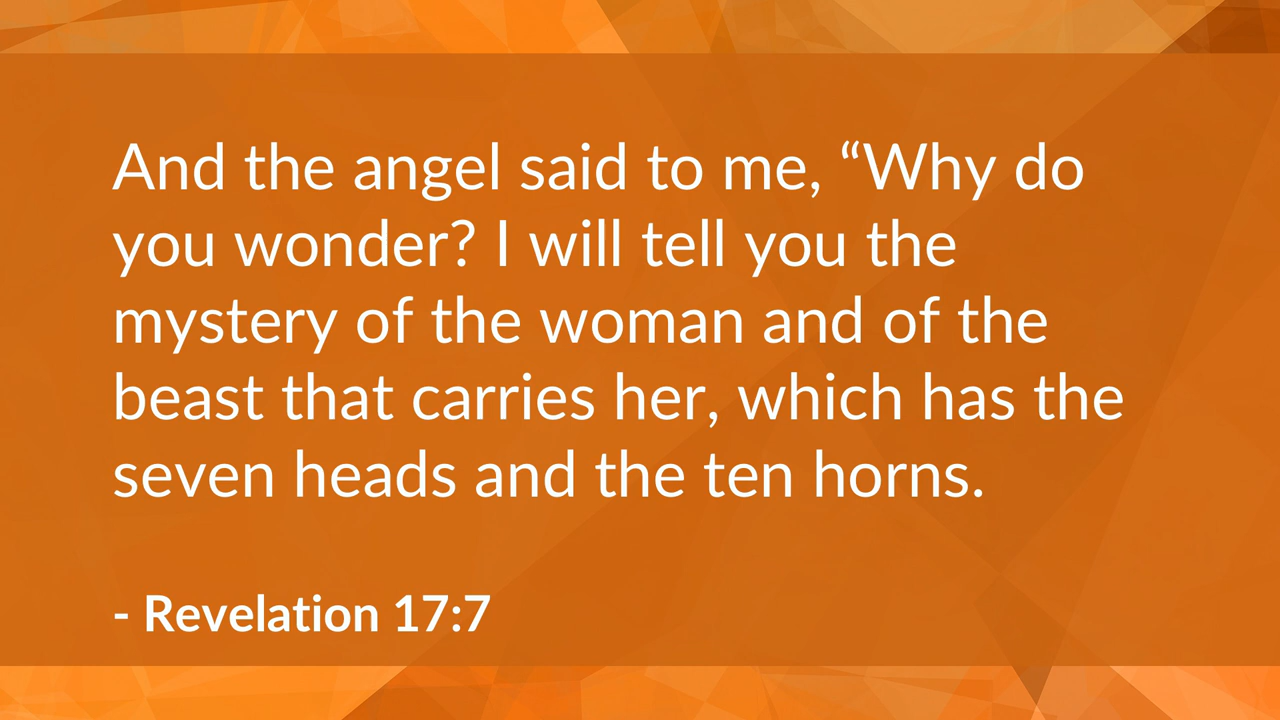 And the angel said to me, “Why do
you wonder? I will tell you the
mystery of the woman and of the
beast that carries her, which has the
seven heads and the ten horns.
- Revelation 17:7